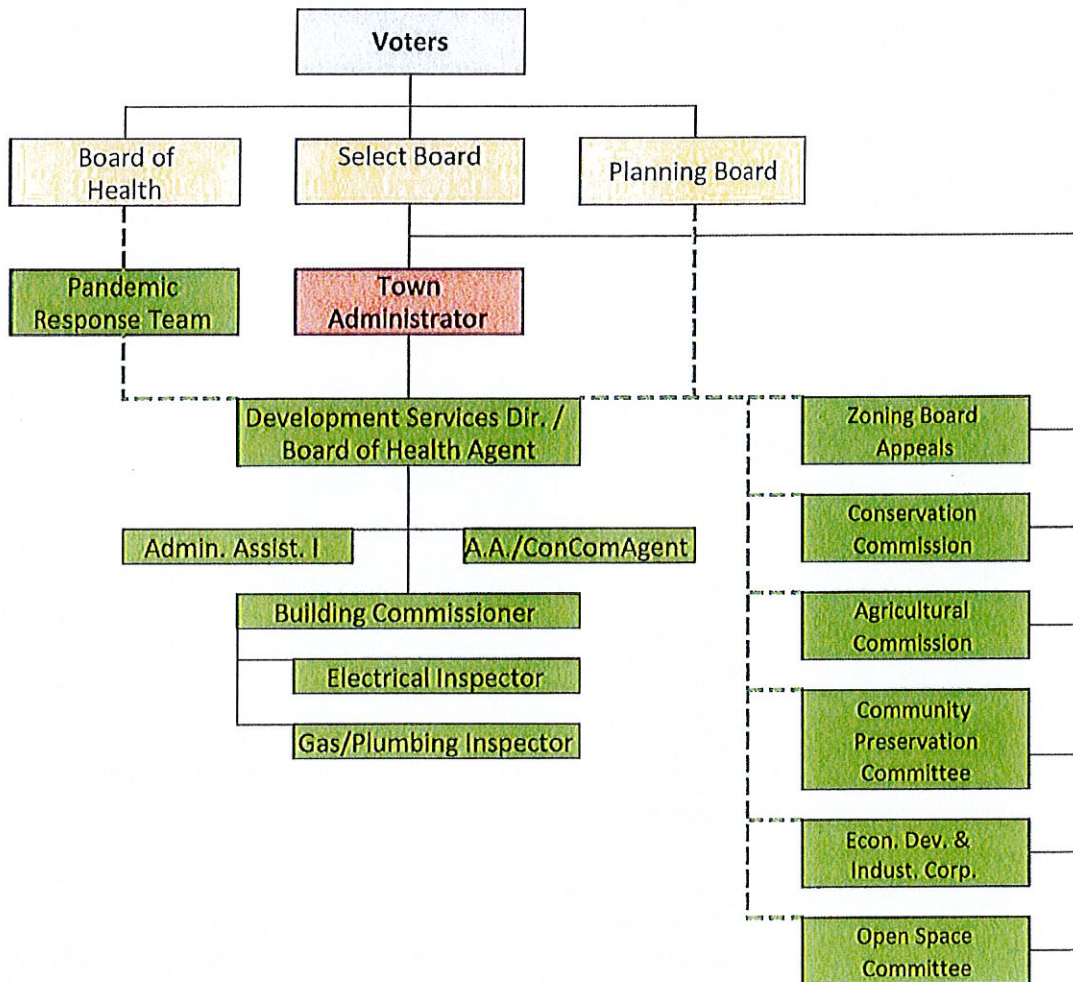 Voters
Board of
Health
Select Board
Planning Board
Pandemic
Response Team
Town
Administrator
Development Services Dir. /
Board of Health Agent
Admin. Assist. I
A.A./ConComAgent
Building Commissioner
Electrical Inspector
Gas/Plumbing Inspector
Zoning Board
Appeals
Conservation
Commission
Agricultural
Commission
Community
Preservation
Committee
Econ. Dev. &
Indust. Corp.
Open Space
Committee